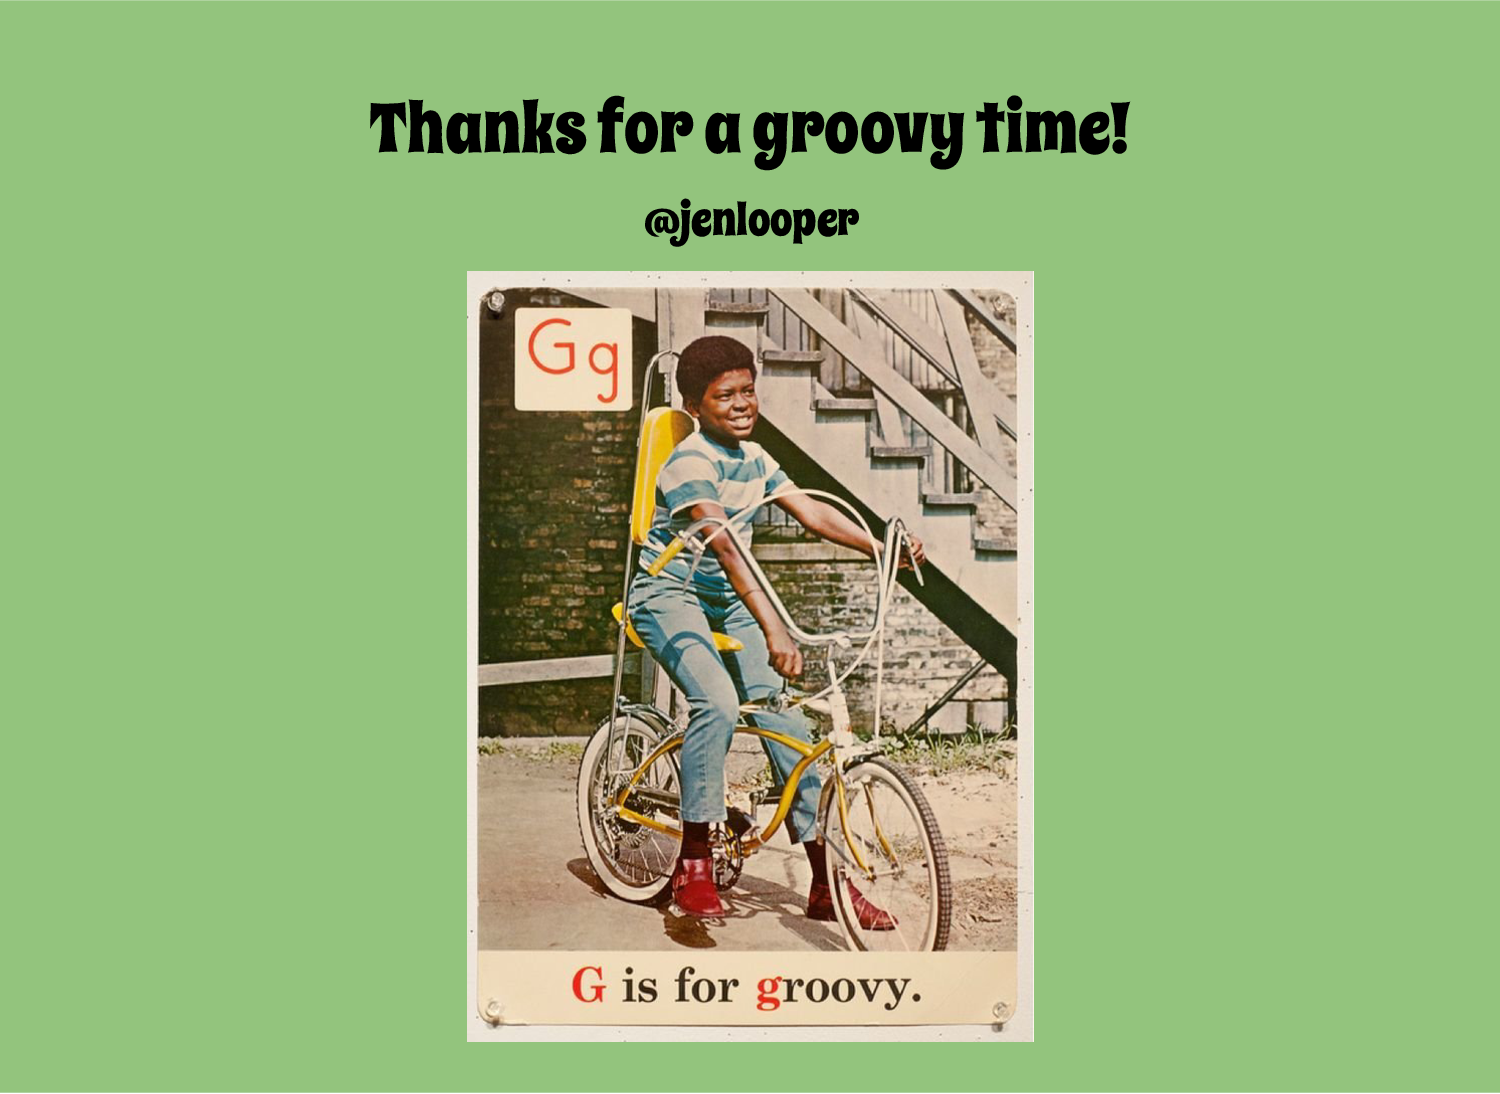 Thanks for a groovy time!
@jenlooper
Gg
G is for groovy.